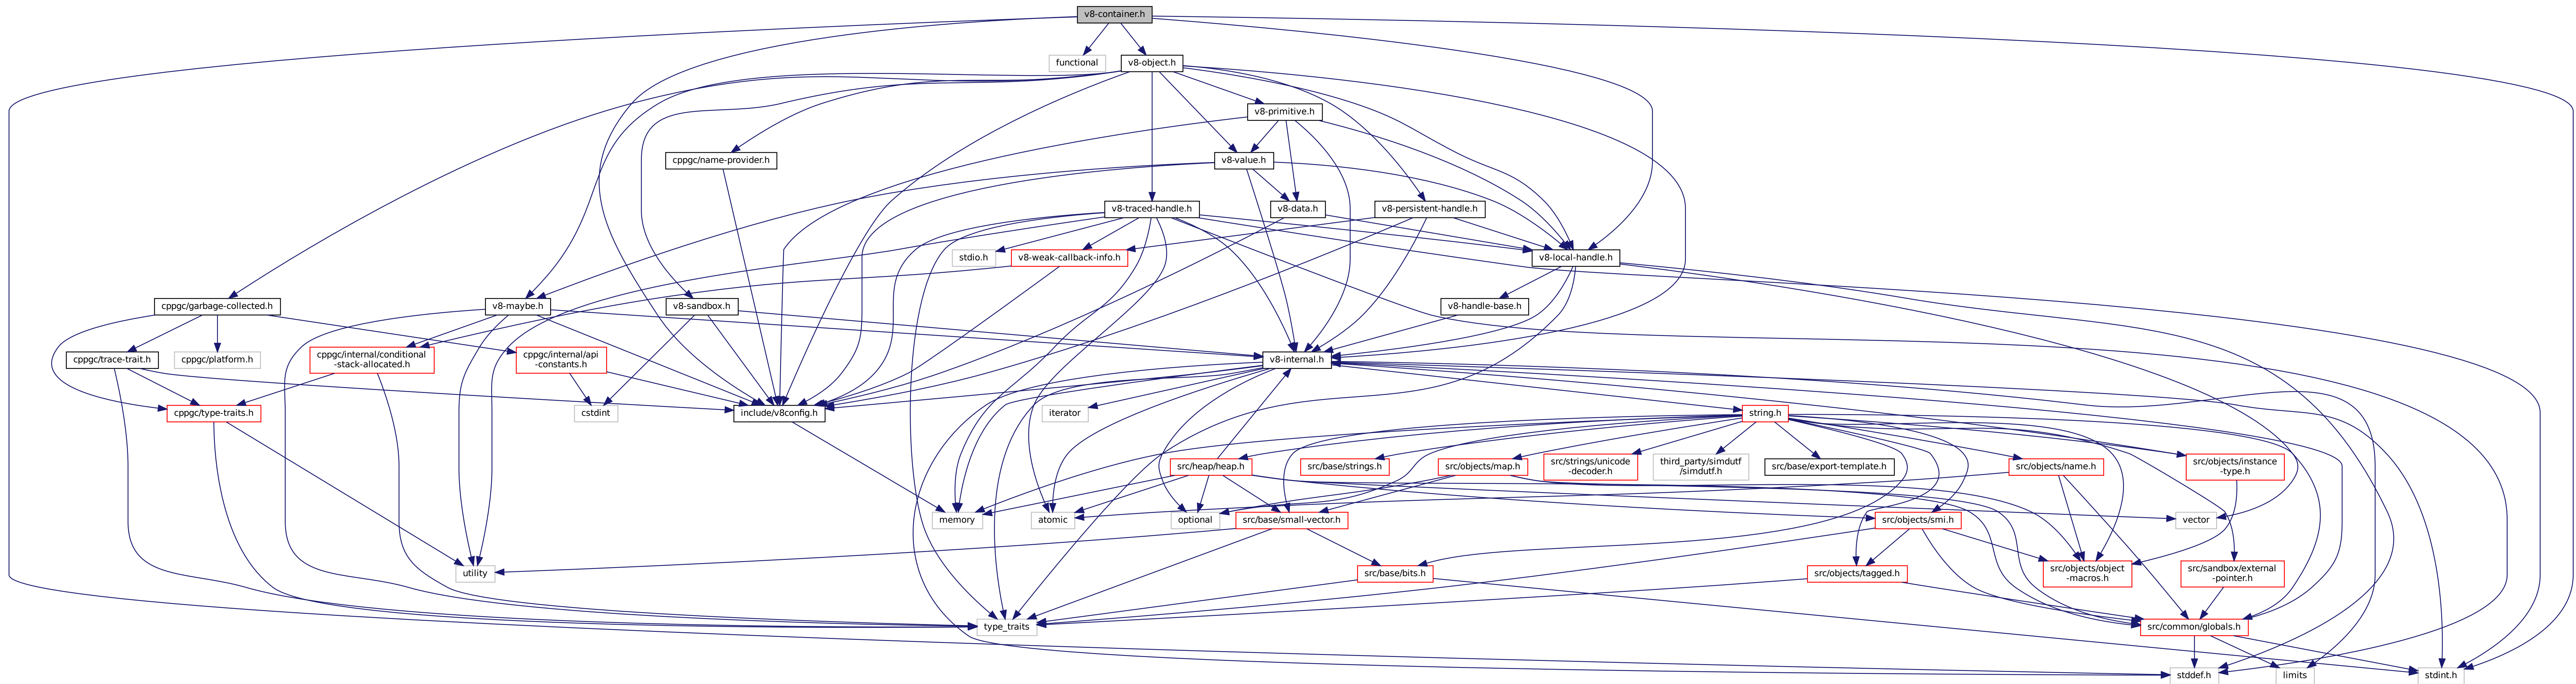 v8-container.h
functional
v8-object.h
v8-primitive.h
cppgc/name-provider.h
v8-value.h
v8-traced-handle.h
v8-data.h
v8-persistent-handle.h
stdio.h
v8-weak-callback-info.h
v8-local-handle.h
cppgc/garbage-collected.h
v8-maybe.h
v8-sandbox.h
v8-handle-base.h
cppgc/trace-trait.h
cppgc/platform.h
cppgc/internal/conditional
-stack-allocated.h
cppgc/internal/api
-constants.h
v8-internal.h
cppgc/type-traits.h
cstdint
include/v8config.h
iterator
string.h
src/heap/heap.h
src/base/strings.h
src/objects/map.h
src/strings/unicode
-decoder.h
third_party/simdutf
/simdutf.h
src/base/export-template.h
src/objects/name.h
src/objects/instance
-type.h
memory
atomic
optional
src/base/small-vector.h
src/objects/smi.h
vector
utility
src/base/bits.h
src/objects/tagged.h
src/objects/object
-macros.h
src/sandbox/external
-pointer.h
type_traits
src/common/globals.h
stddef.h
limits
stdint.h